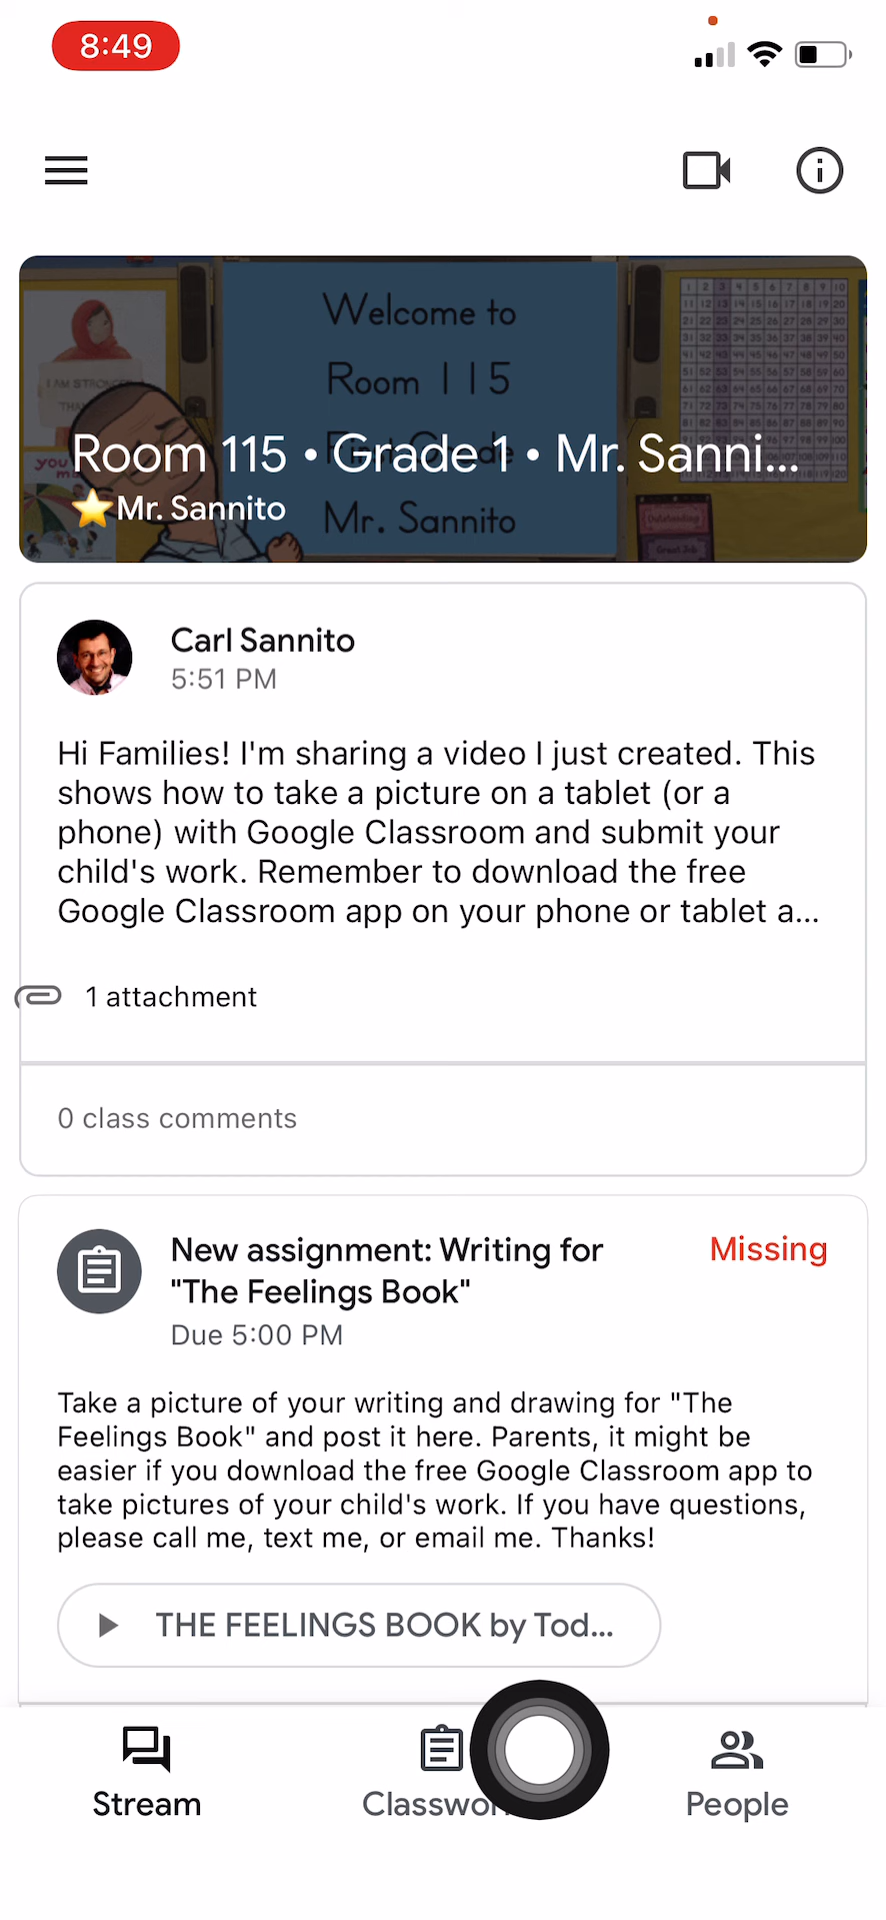 8:49
Welcome to
Room 115
Room 115 • Grade 1 • Mr. Sanni...
⭐Mr. Sannito
Mr. Sannito
Carl Sannito
5:51 PM
Hi Families! I'm sharing a video I just created. This
shows how to take a picture on a tablet (or a
phone) with Google Classroom and submit your
child's work. Remember to download the free
Google Classroom app on your phone or tablet a...
1 attachment
0 class comments
New assignment: Writing for
"The Feelings Book"
Missing
Due 5:00 PM
Take a picture of your writing and drawing for "The
Feelings Book" and post it here. Parents, it might be
easier if you download the free Google Classroom app to
take pictures of your child's work. If you have questions,
please call me, text me, or email me. Thanks!
THE FEELINGS BOOK by Tod...
Stream
People